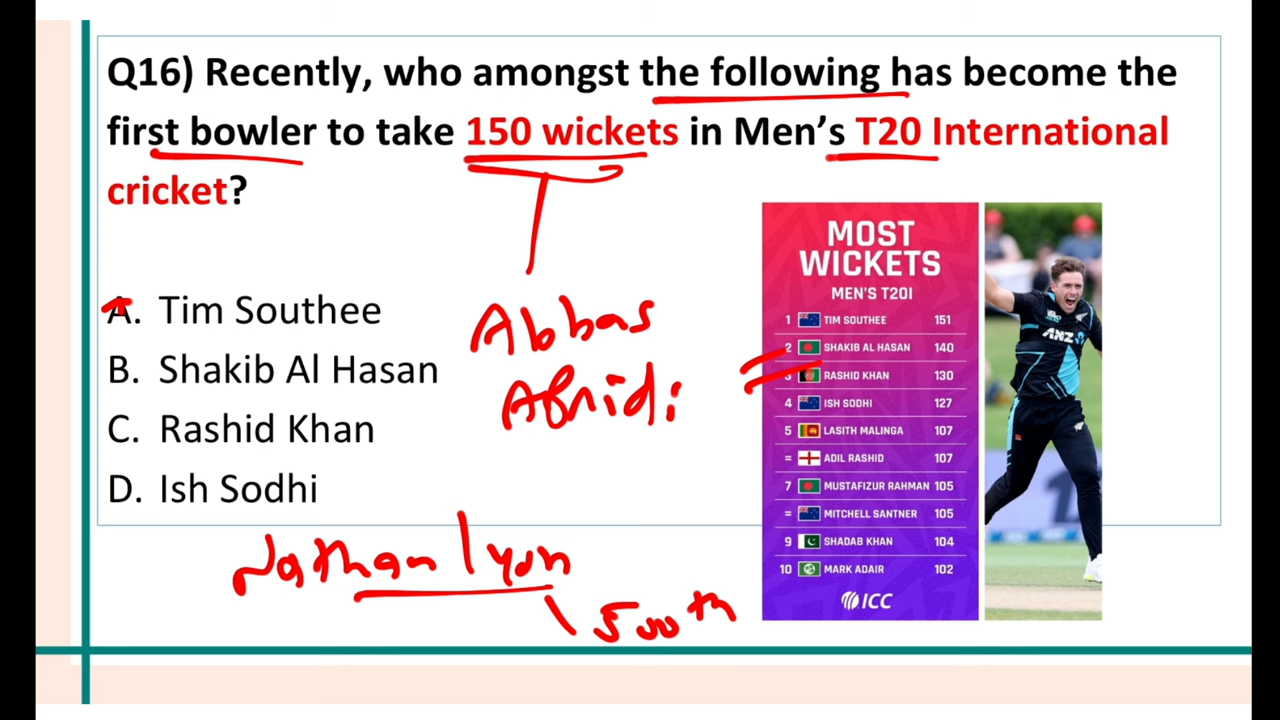 Q16) Recently, who amongst the following has become the
first bowler to take 150 wickets in Men's T20 International
cricket?
A. Tim Southee
B. Shakib Al Hasan
C. Rashid Khan
D. Ish Sodhi
Abbas
Afridi
Nathan Lyon
500th
MOST
WICKETS
MEN'S T20I
1 TIM SOUTHEE 151
2 SHAKIB AL HASAN 140
3 RASHID KHAN 130
4 ISH SODHI 127
5 LASITH MALINGA 107
= ADIL RASHID 107
7 MUSTAFIZUR RAHMAN 105
= MITCHELL SANTNER 105
9 SHADAB KHAN 104
10 MARK ADAIR 102
ICC
ANZ